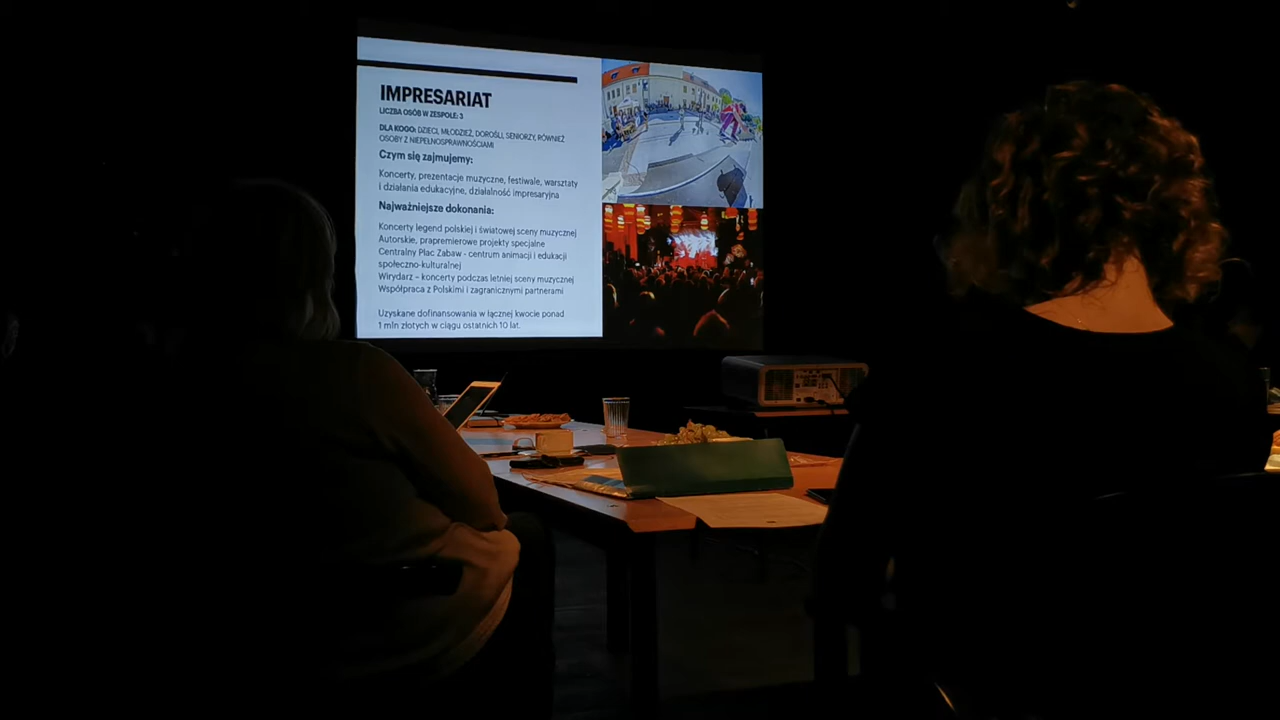 IMPRESARIAT
LICZBA OSÓB W ZESPOLE: 3
DLA KOGO: DZIECI, MŁODZIEŻ, DOROŚLI, SENIORZY, RÓWNIEŻ
OSOBY Z NIEPEŁNOSPRAWNOŚCIAMI
Czym się zajmujemy:
Koncerty, prezentacje muzyczne, festiwale, warsztaty
i działania edukacyjne, działalność impresaryjna
Najważniejsze dokonania:
Koncerty legend polskiej i światowej sceny muzycznej
Autorskie, prapremierowe projekty specjalne
Centralny Plac Zabaw - centrum animacji i edukacji
społeczno-kulturalnej
Wirydarz – koncerty podczas letniej sceny muzycznej
Współpraca z Polskimi i zagranicznymi partnerami
Uzyskane dofinansowania w łącznej kwocie ponad
1 mln złotych w ciągu ostatnich 10 lat.